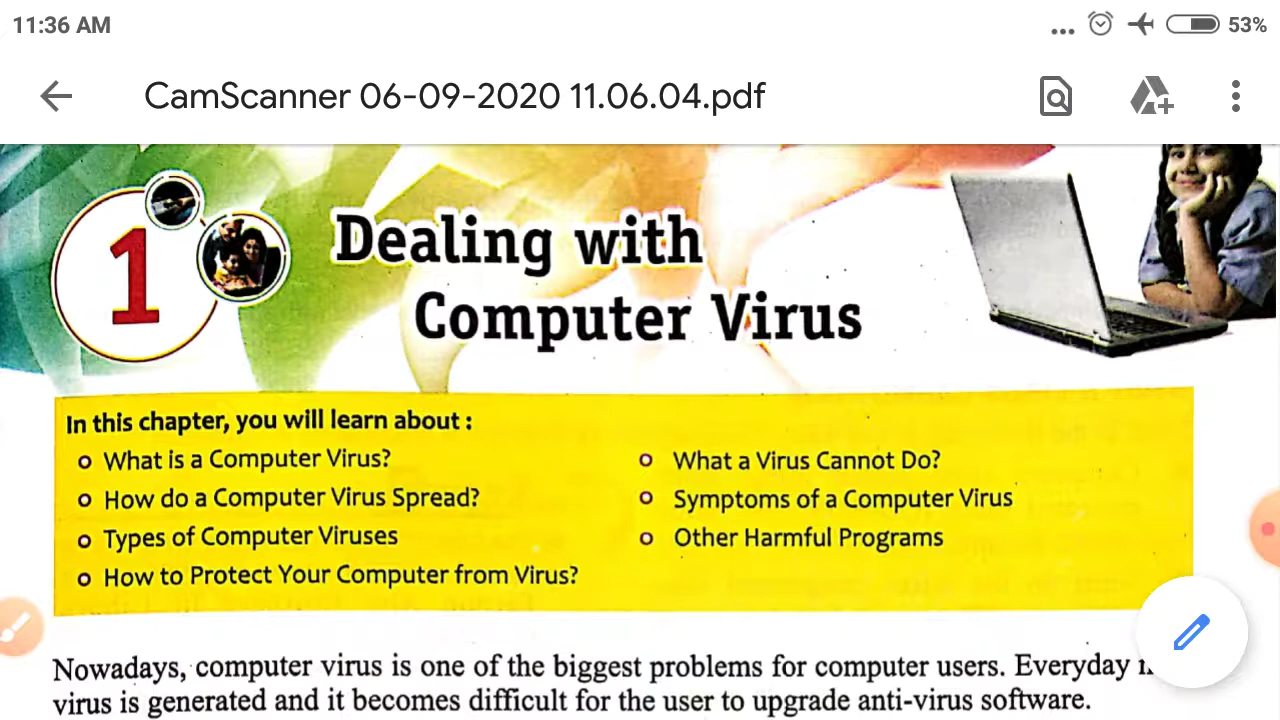 11:36 AM
53%
CamScanner 06-09-2020 11.06.04.pdf
1
Dealing with
Computer Virus
In this chapter, you will learn about :
What is a Computer Virus?
How do a Computer Virus Spread?
Types of Computer Viruses
How to Protect Your Computer from Virus?
What a Virus Cannot Do?
Symptoms of a Computer Virus
Other Harmful Programs
Nowadays, computer virus is one of the biggest problems for computer users. Everyday
virus is generated and it becomes difficult for the user to upgrade anti-virus software.